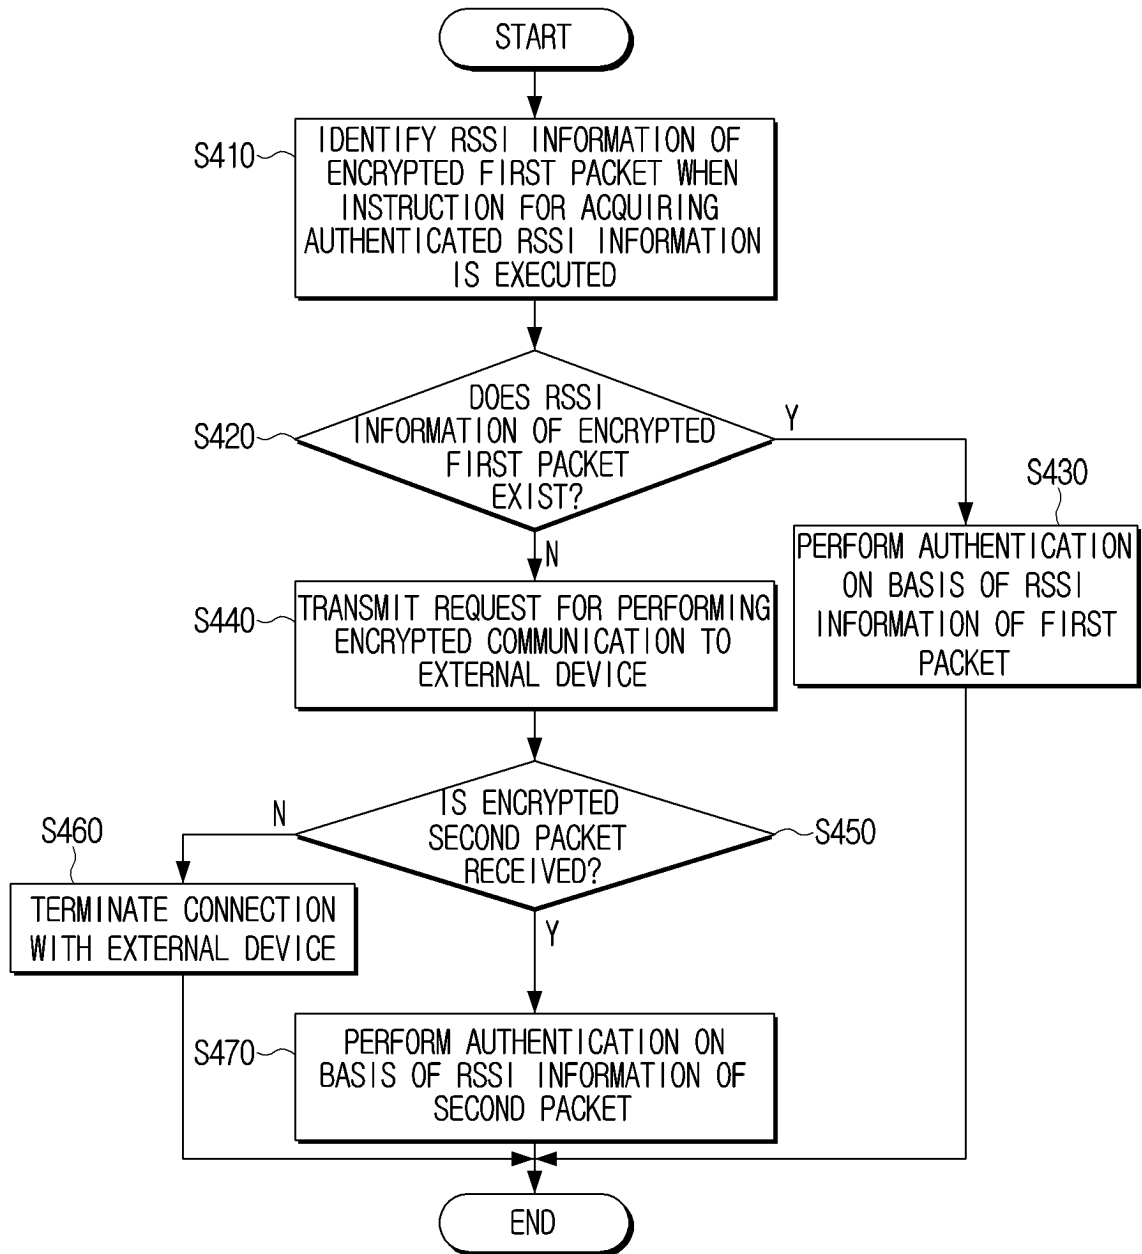 START
S410
IDENTIFY RSSI INFORMATION OF
ENCRYPTED FIRST PACKET WHEN
INSTRUCTION FOR ACQUIRING
AUTHENTICATED RSSI INFORMATION
IS EXECUTED
S420
DOES RSSI
INFORMATION OF ENCRYPTED
FIRST PACKET
EXIST?
Y
N
S430
PERFORM AUTHENTICATION
ON BASIS OF RSSI
INFORMATION OF FIRST
PACKET
S440
TRANSMIT REQUEST FOR PERFORMING
ENCRYPTED COMMUNICATION TO
EXTERNAL DEVICE
S450
IS ENCRYPTED
SECOND PACKET
RECEIVED?
N
Y
S460
TERMINATE CONNECTION
WITH EXTERNAL DEVICE
S470
PERFORM AUTHENTICATION ON
BASIS OF RSSI INFORMATION OF
SECOND PACKET
END